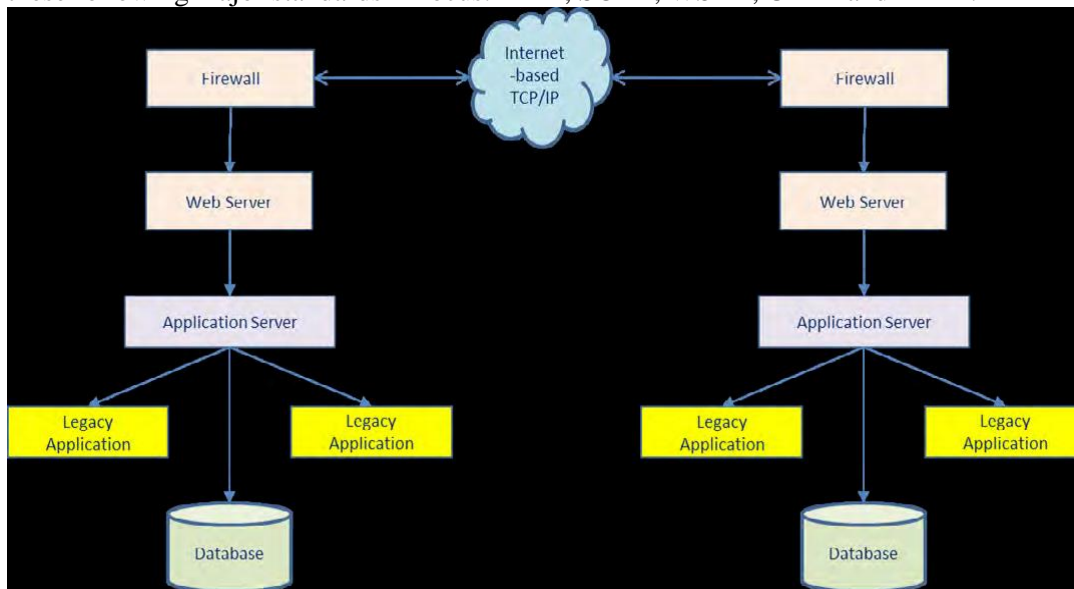 Internet
-based
TCP/IP
Firewall
Firewall
Web Server
Web Server
Application Server
Application Server
Legacy
Application
Legacy
Application
Legacy
Application
Legacy
Application
Database
Database